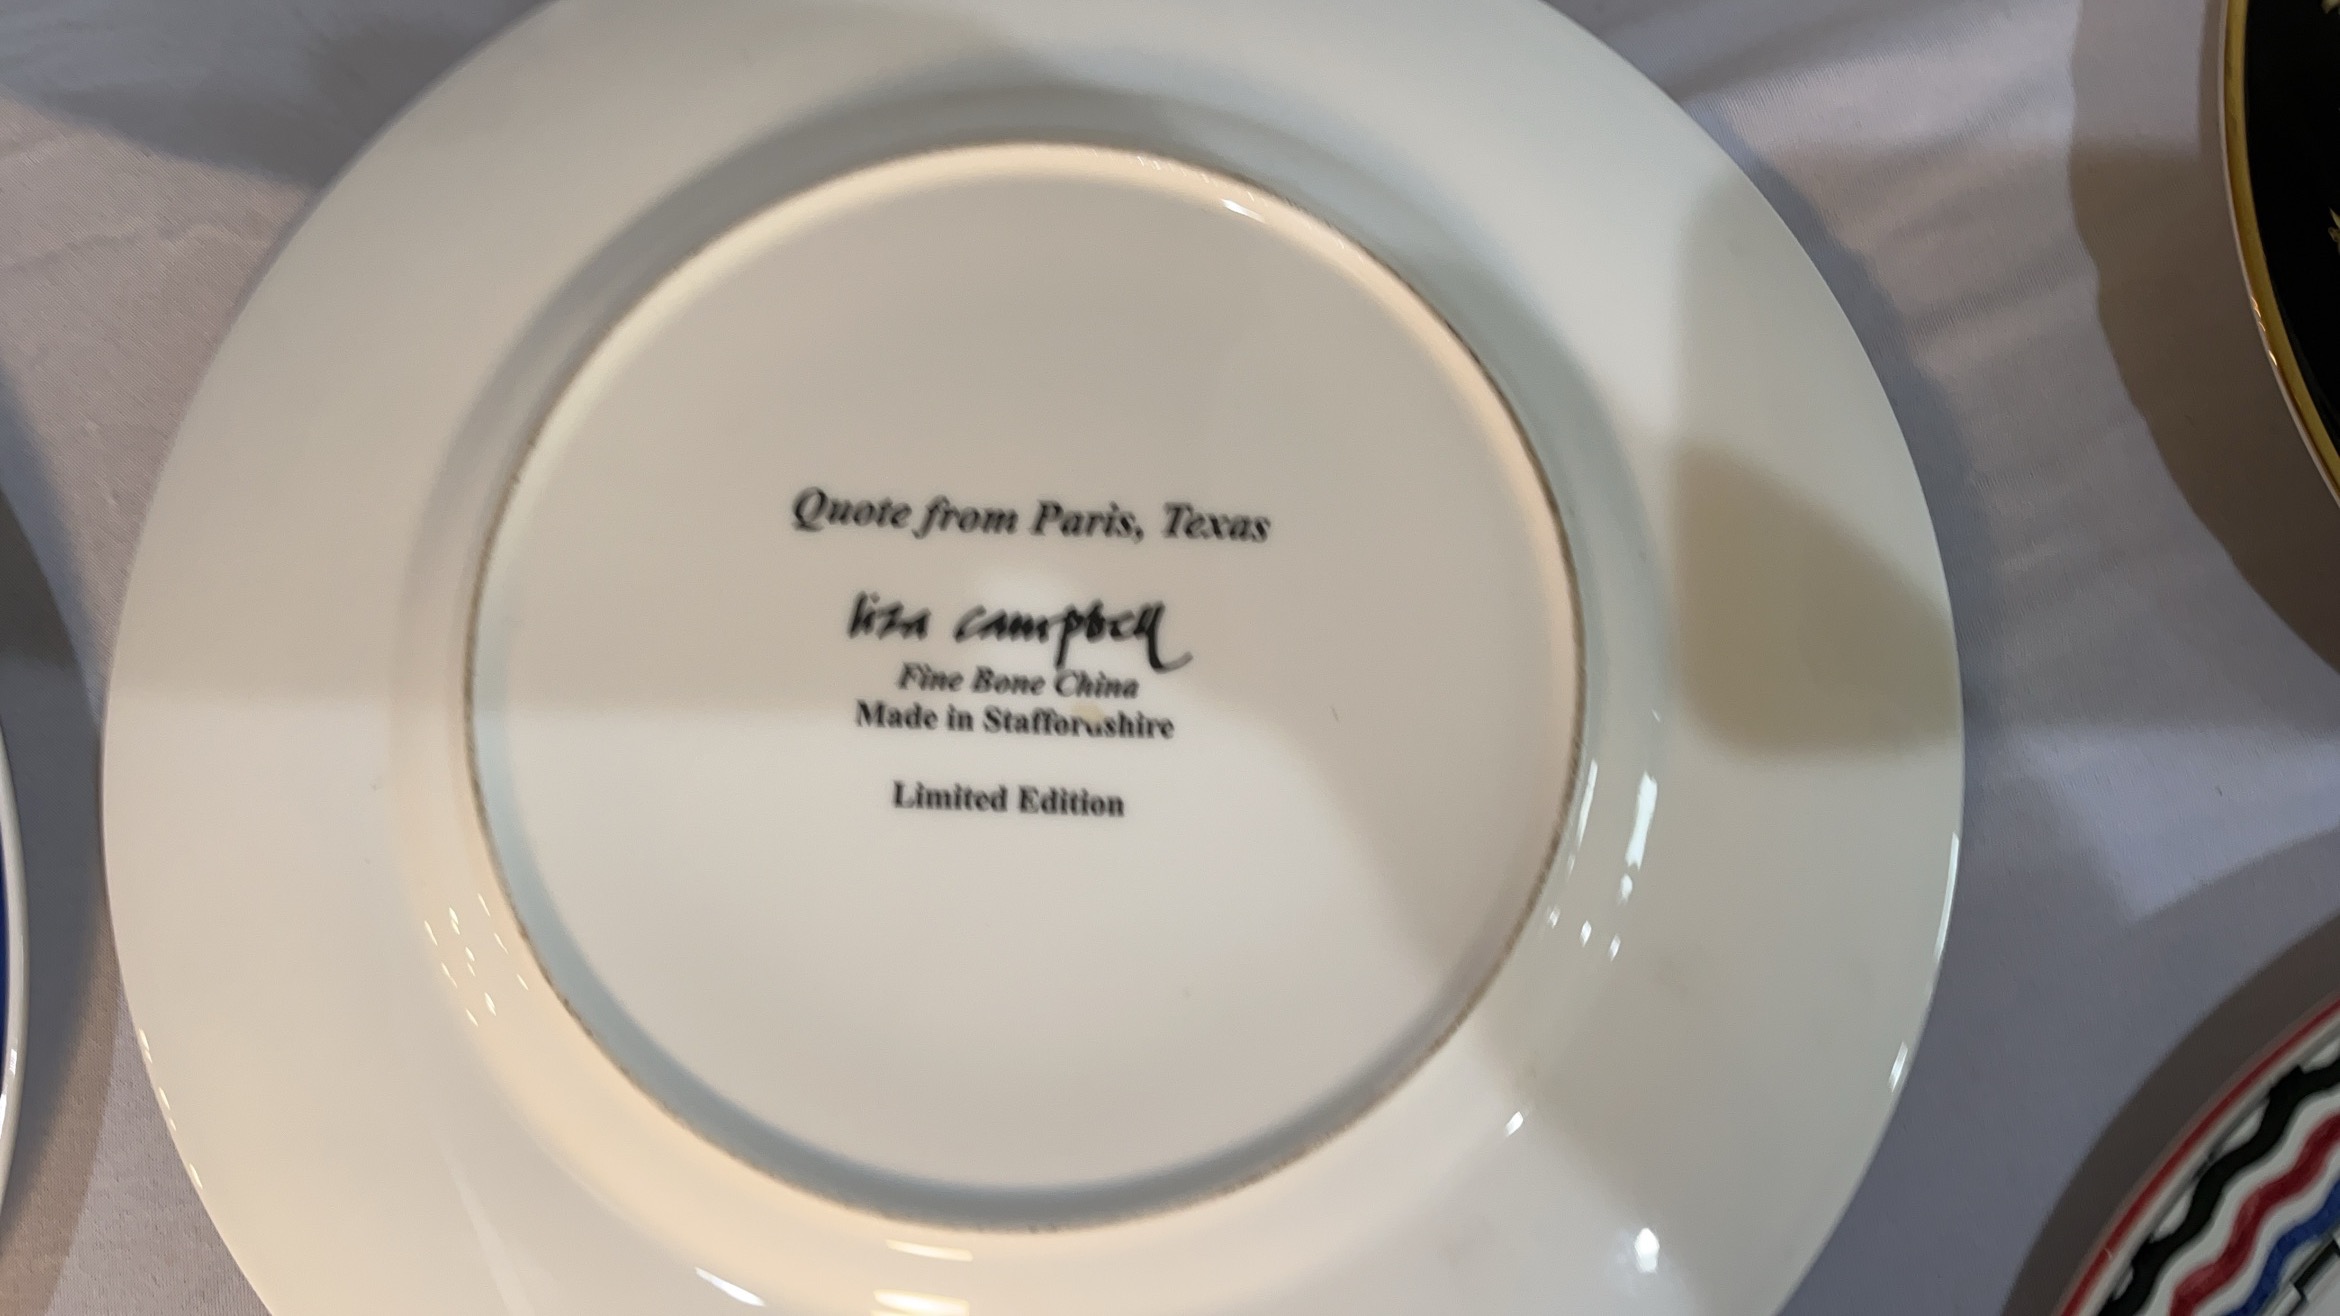 Quote from Paris, Texas
liza campbell
Fine Bone China
Made in Staffordshire
Limited Edition